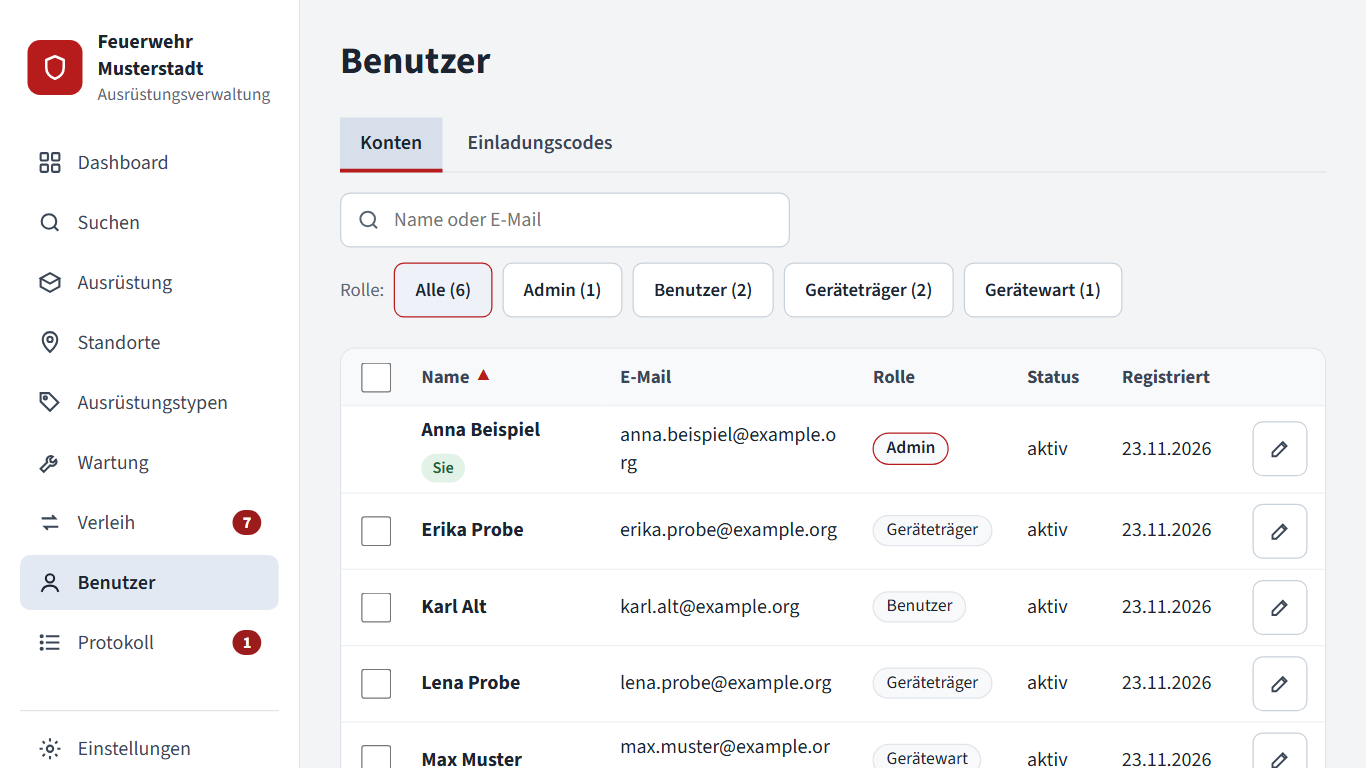 Feuerwehr
Musterstadt
Ausrüstungsverwaltung
Dashboard
Suchen
Ausrüstung
Standorte
Ausrüstungstypen
Wartung
Verleih 7
Benutzer
Protokoll 1
Einstellungen
Benutzer
Konten Einladungscodes
Name oder E-Mail
Rolle: Alle (6) Admin (1) Benutzer (2) Geräteträger (2) Gerätewart (1)
Name ▲ E-Mail Rolle Status Registriert
Anna Beispiel anna.beispiel@example.o Admin aktiv 23.11.2026
Sie rg
Erika Probe erika.probe@example.org Geräteträger aktiv 23.11.2026
Karl Alt karl.alt@example.org Benutzer aktiv 23.11.2026
Lena Probe lena.probe@example.org Geräteträger aktiv 23.11.2026
Max Muster max.muster@example.or Gerätewart aktiv 23.11.2026